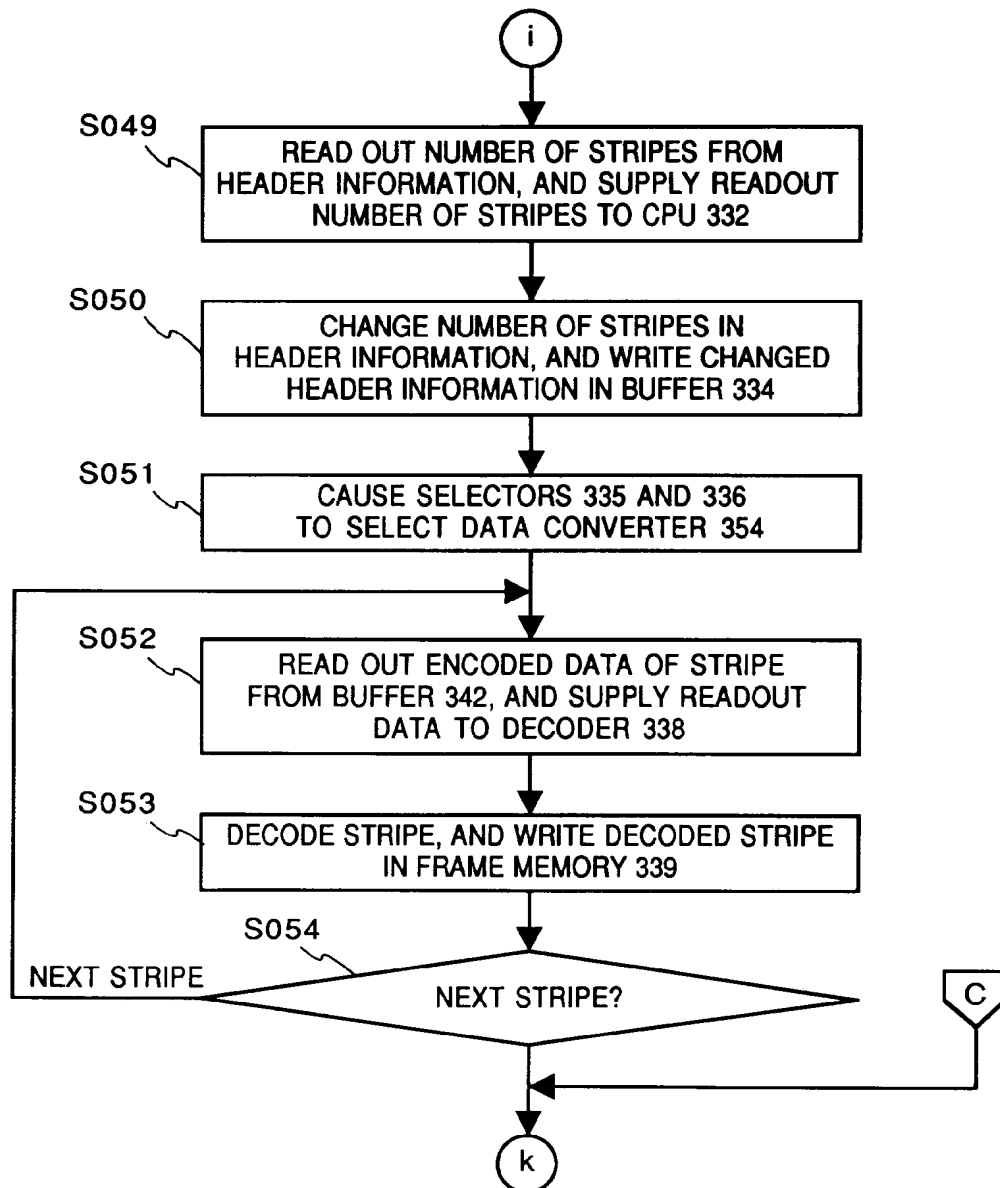 i
S049
READ OUT NUMBER OF STRIPES FROM
HEADER INFORMATION, AND SUPPLY READOUT
NUMBER OF STRIPES TO CPU 332
S050
CHANGE NUMBER OF STRIPES IN
HEADER INFORMATION, AND WRITE CHANGED
HEADER INFORMATION IN BUFFER 334
S051
CAUSE SELECTORS 335 AND 336
TO SELECT DATA CONVERTER 354
S052
READ OUT ENCODED DATA OF STRIPE
FROM BUFFER 342, AND SUPPLY READOUT
DATA TO DECODER 338
S053
DECODE STRIPE, AND WRITE DECODED STRIPE
IN FRAME MEMORY 339
S054
NEXT STRIPE
NEXT STRIPE?
C
k